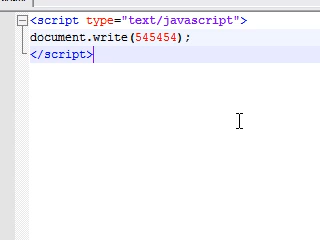 <script type="text/javascript">
document.write(545454);
</script>